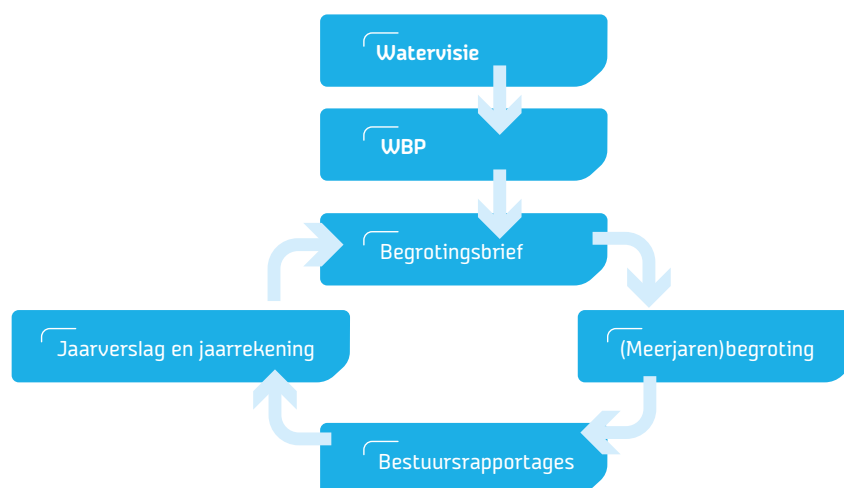 Watervisie
WBP
Begrotingsbrief
Jaarverslag en jaarrekening
(Meerjaren)begroting
Bestuursrapportages